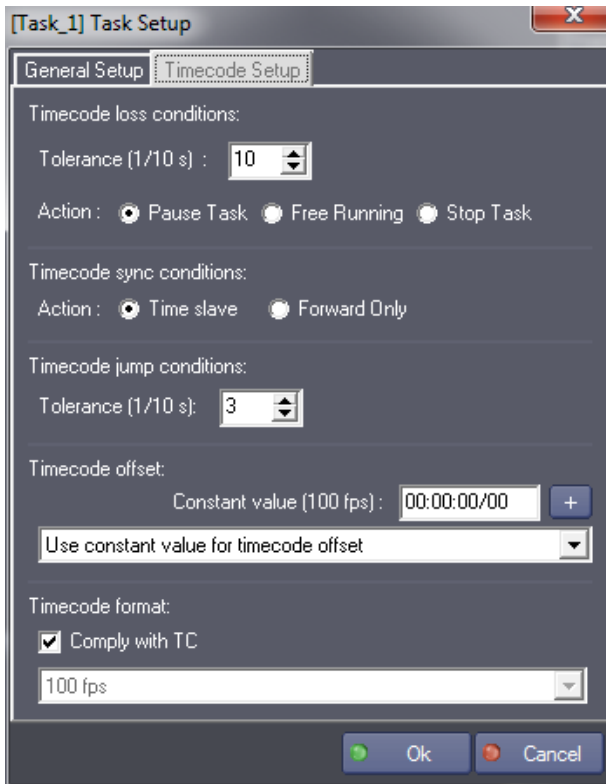 [Task_1] Task Setup
General Setup Timecode Setup
Timecode loss conditions:
Tolerance (1/10 s) : 10
Action : Pause Task Free Running Stop Task
Timecode sync conditions:
Action : Time slave Forward Only
Timecode jump conditions:
Tolerance (1/10 s): 3
Timecode offset:
Constant value (100 fps) : 00:00:00/00 +
Use constant value for timecode offset
Timecode format:
Comply with TC
100 fps
Ok Cancel